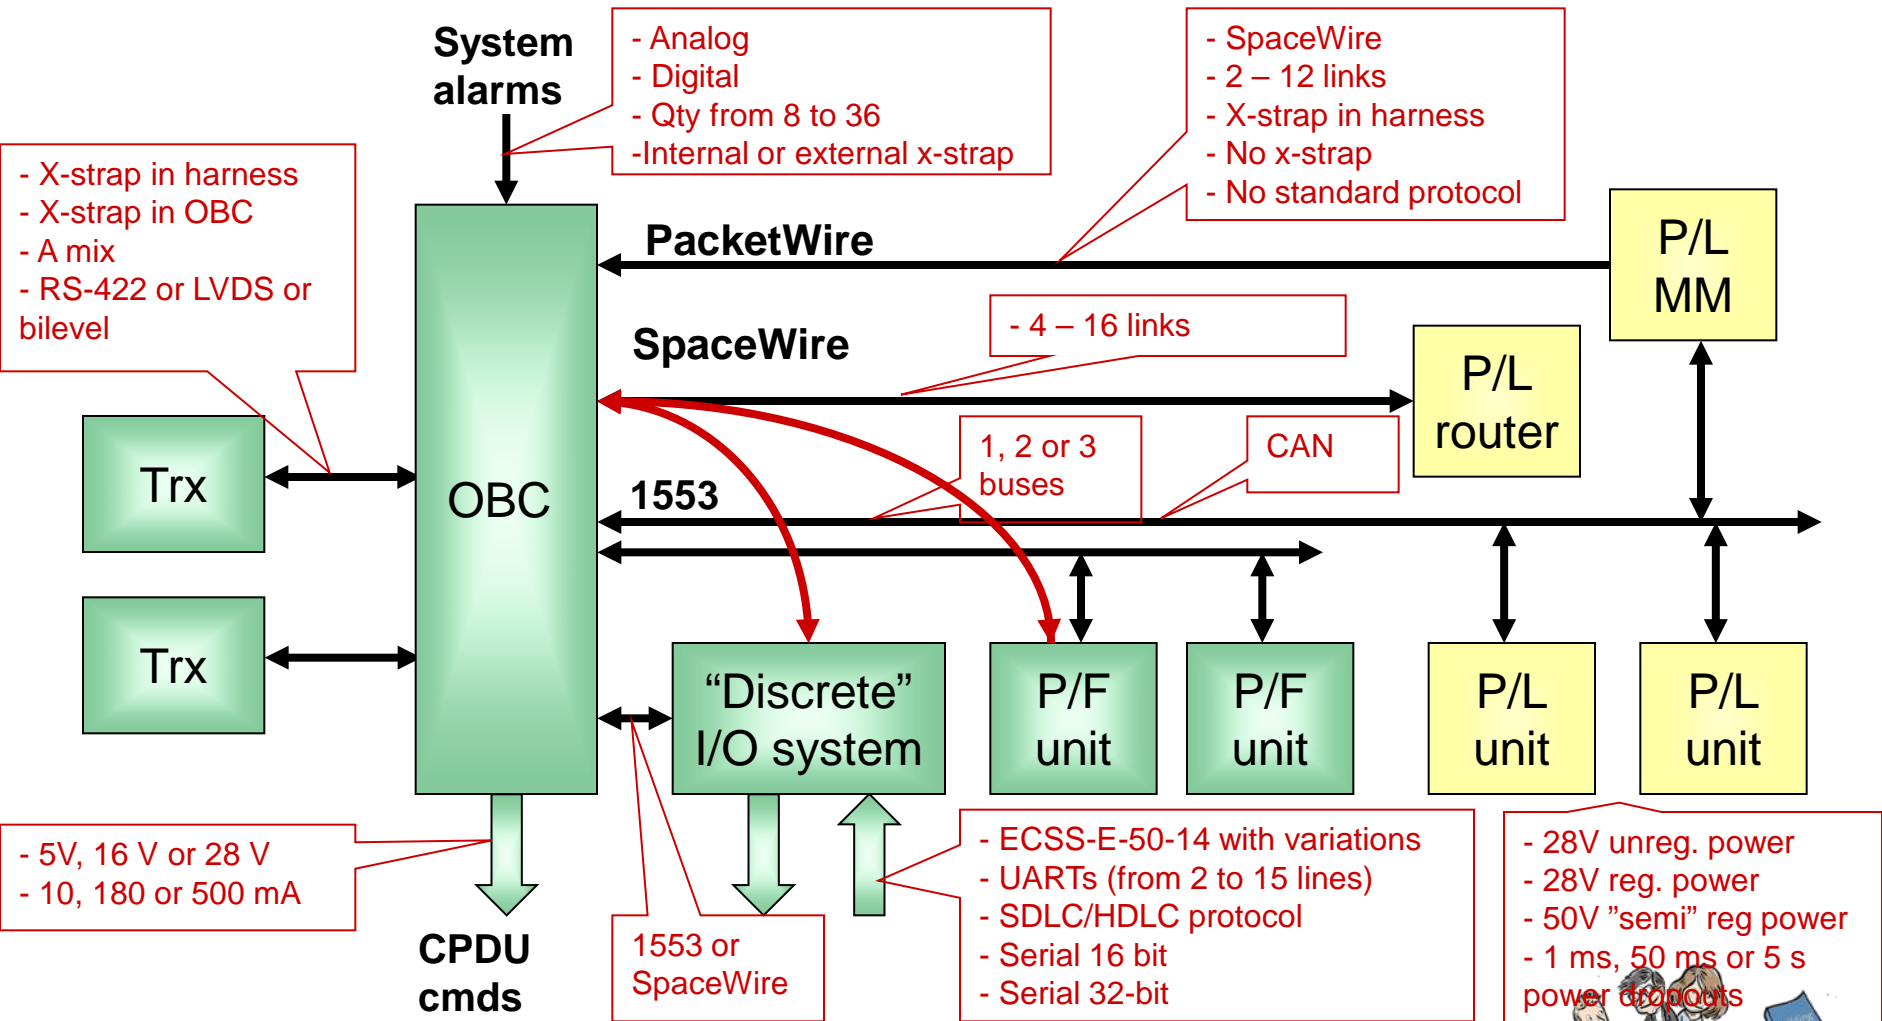 System
alarms
- Analog
- Digital
- Qty from 8 to 36
-Internal or external x-strap
- SpaceWire
- 2 – 12 links
- X-strap in harness
- No x-strap
- No standard protocol
- X-strap in harness
- X-strap in OBC
- A mix
- RS-422 or LVDS or
bilevel
PacketWire
P/L
MM
SpaceWire
- 4 – 16 links
P/L
router
Trx
OBC
1553
1, 2 or 3
buses
CAN
Trx
“Discrete”
I/O system
P/F
unit
P/F
unit
P/L
unit
P/L
unit
- 5V, 16 V or 28 V
- 10, 180 or 500 mA
CPDU
cmds
1553 or
SpaceWire
- ECSS-E-50-14 with variations
- UARTs (from 2 to 15 lines)
- SDLC/HDLC protocol
- Serial 16 bit
- Serial 32-bit
- 28V unreg. power
- 28V reg. power
- 50V ”semi” reg power
- 1 ms, 50 ms or 5 s
power dropouts